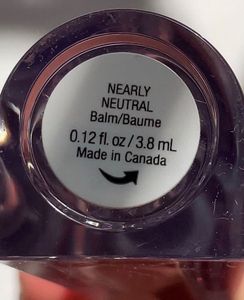 NEARLY
NEUTRAL
Balm/Baume
0.12 fl. oz / 3.8 mL
Made in Canada